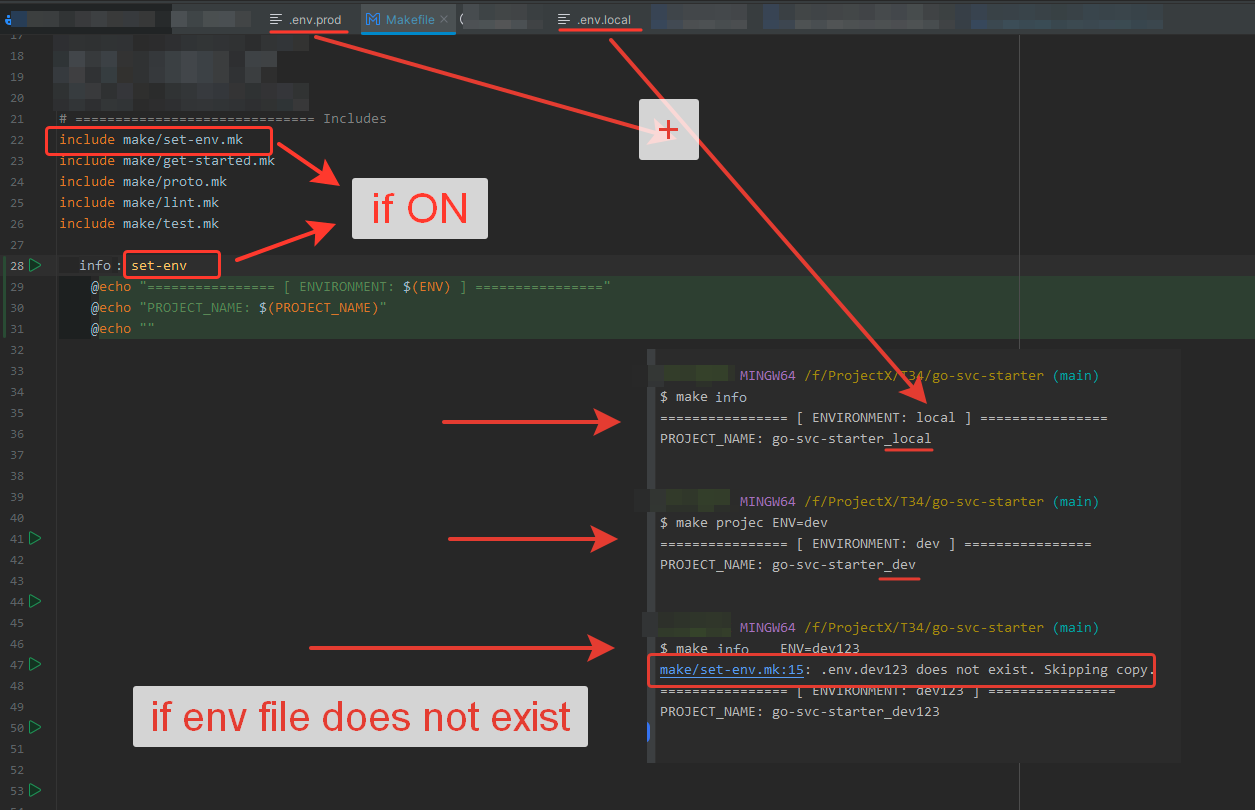 .env.prod
Makefile
.env.local
17
18
19
20
21 # ============================== Includes
22 include make/set-env.mk
23 include make/get-started.mk
24 include make/proto.mk
25 include make/lint.mk
26 include make/test.mk
27
28 info : set-env
29 @echo "================ [ ENVIRONMENT: $(ENV) ] ================"
30 @echo "PROJECT_NAME: $(PROJECT_NAME)"
31 @echo ""
32
33
34
35
36
37
38
39
40
41
42
43
44
45
46
47
48
49
50
51
52
53
+
if ON
MINGW64 /f/ProjectX/T34/go-svc-starter (main)
$ make info
================ [ ENVIRONMENT: local ] ================
PROJECT_NAME: go-svc-starter_local
MINGW64 /f/ProjectX/T34/go-svc-starter (main)
$ make projec ENV=dev
================ [ ENVIRONMENT: dev ] ================
PROJECT_NAME: go-svc-starter_dev
MINGW64 /f/ProjectX/T34/go-svc-starter (main)
$ make info ENV=dev123
make/set-env.mk:15: .env.dev123 does not exist. Skipping copy.
================ [ ENVIRONMENT: dev123 ] ================
PROJECT_NAME: go-svc-starter_dev123
if env file does not exist